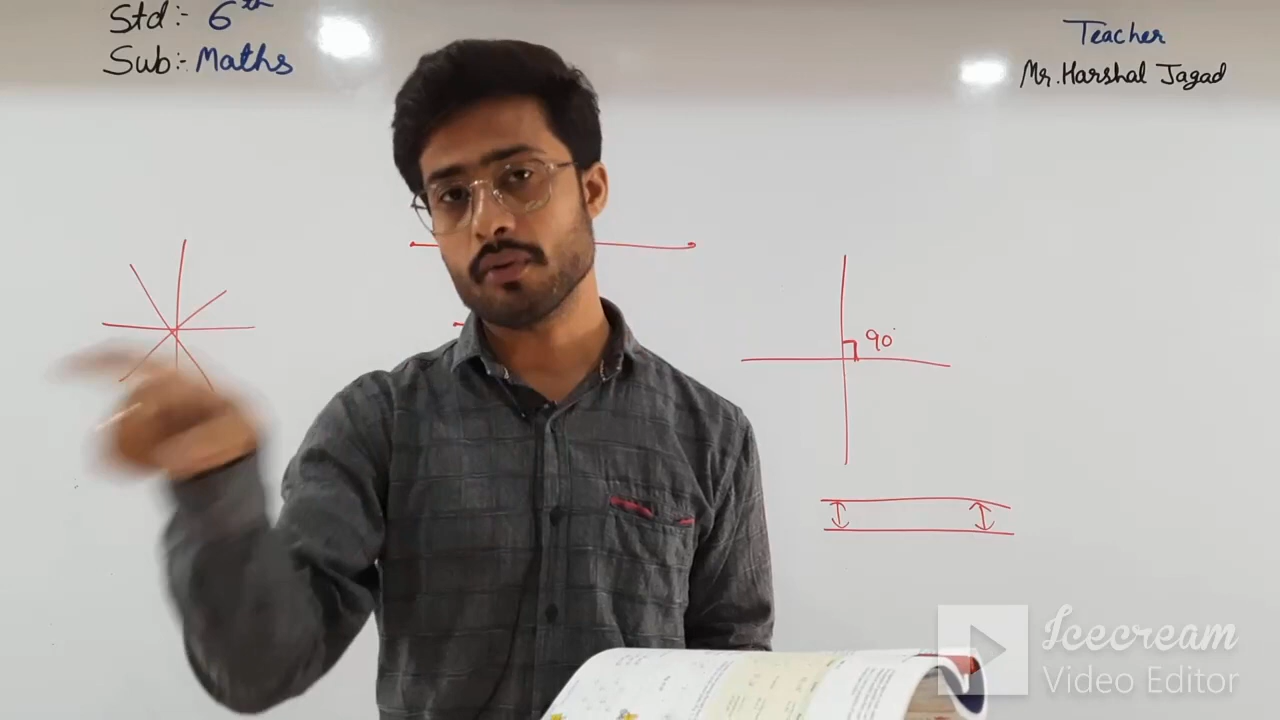 Std:- 6th
Sub:- Maths
Teacher
Mr. Harshal Jagad
90°
Icecream
Video Editor